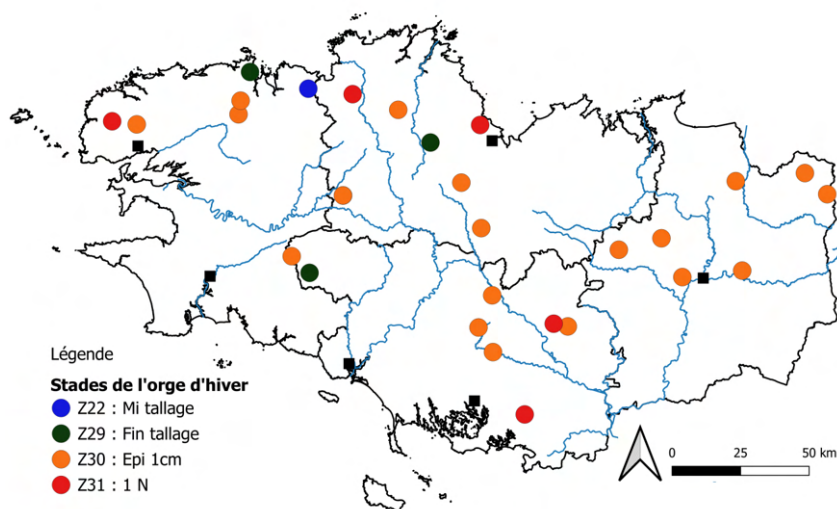 Légende
Stades de l'orge d'hiver
Z22 : Mi tallage
Z29 : Fin tallage
Z30 : Epi 1cm
Z31 : 1 N
0 25 50 km